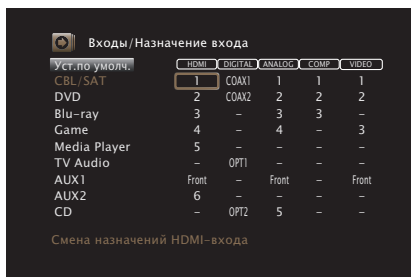 Входы/Назначение входа
Уст.по умолч. HDMI DIGITAL ANALOG COMP VIDEO
CBL/SAT 1 COAX1 1 1 1
DVD 2 COAX2 2 2 2
Blu-ray 3 – 3 3 –
Game 4 – 4 – 3
Media Player 5 – – – –
TV Audio – OPT1 – – –
AUX1 Front – Front – Front
AUX2 6 – – – –
CD – OPT2 5 – –
Смена назначений HDMI-входа